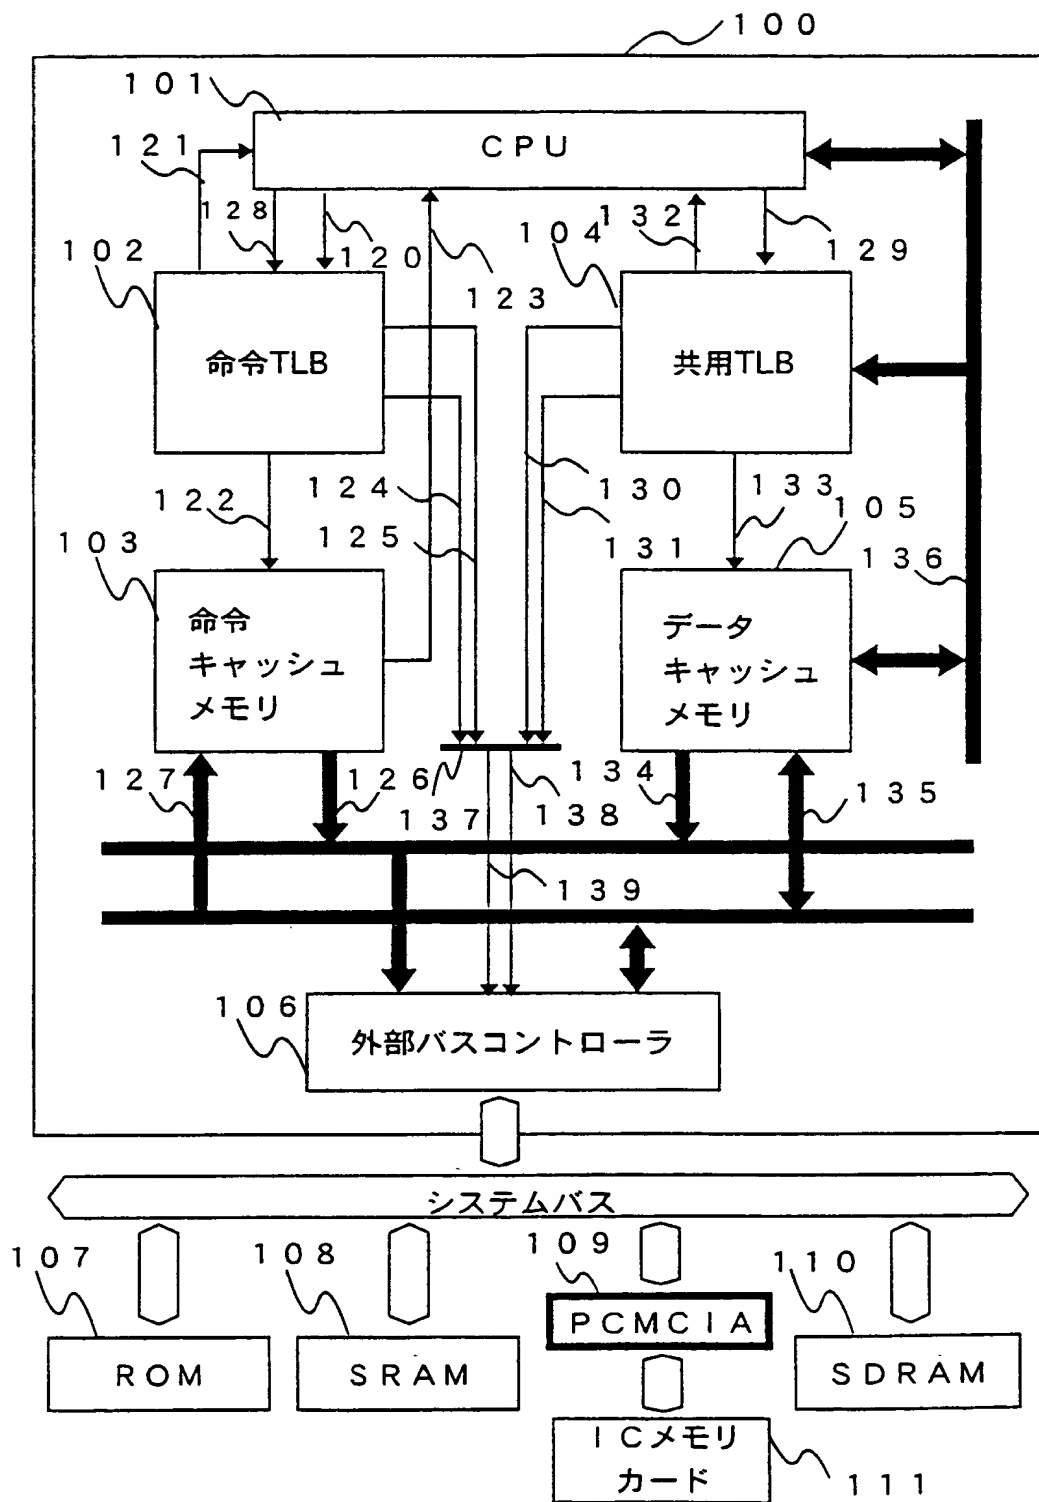 １００
１０１
CPU
１２１
１２８
１２０
１２３
１３２
１２９
１０２
１０４
命令TLB
共用TLB
１２２
１２４
１２５
１３０
１３１
１３３
１０５
１０３
１３６
命令
キャッシュ
メモリ
データ
キャッシュ
メモリ
１２７
１２６
１３６
１３７
１３８
１３４
１３５
１３９
１０６
外部バスコントローラ
システムバス
１０７
１０８
１０９
１１０
ROM
SRAM
PCMCIA
SDRAM
ICメモリ
カード
１１１